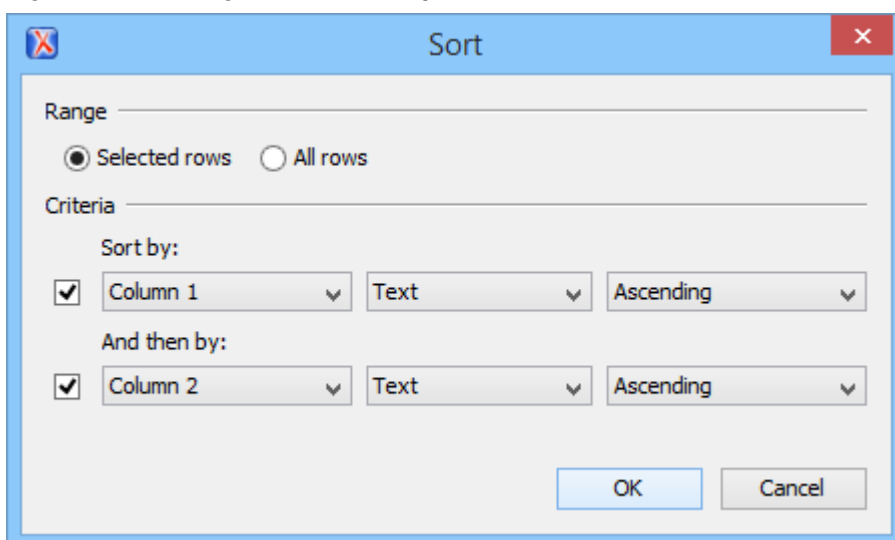 Sort
Range
Selected rows All rows
Criteria
Sort by:
Column 1 Text Ascending
And then by:
Column 2 Text Ascending
OK Cancel